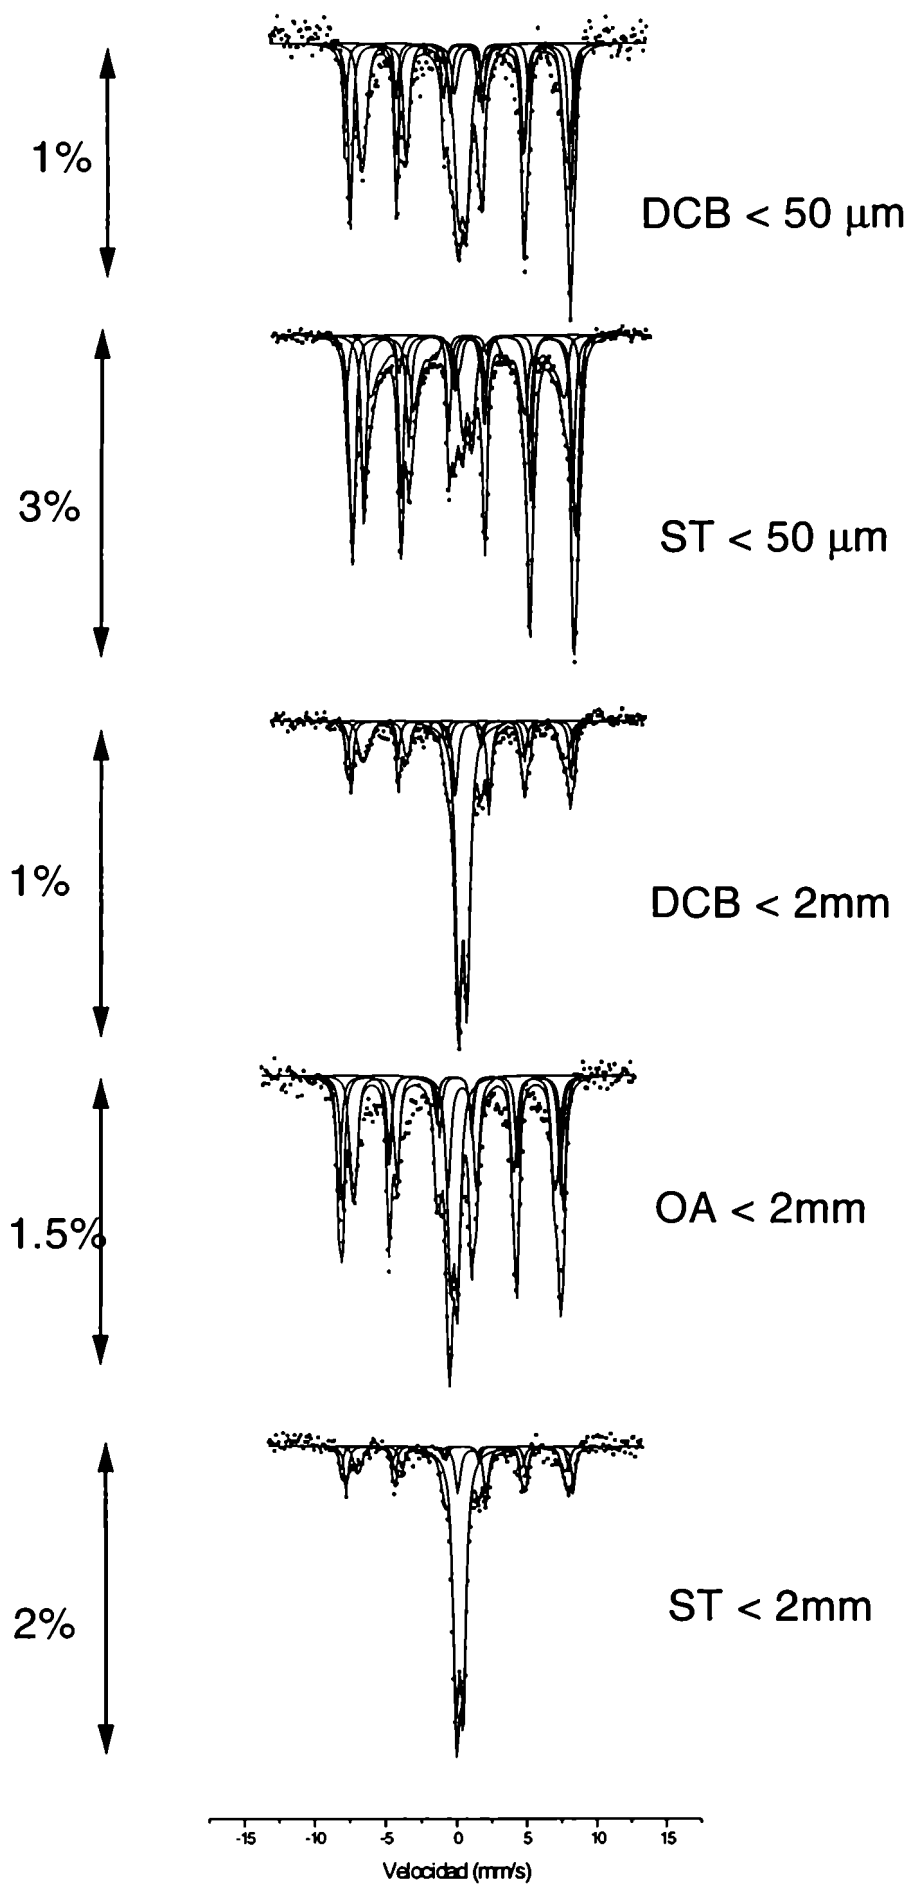 1%
DCB < 50 μm
3%
ST < 50 μm
1%
DCB < 2mm
1.5%
OA < 2mm
2%
ST < 2mm
-15 -10 -5 0 5 10 15
Velocidad (mm/s)